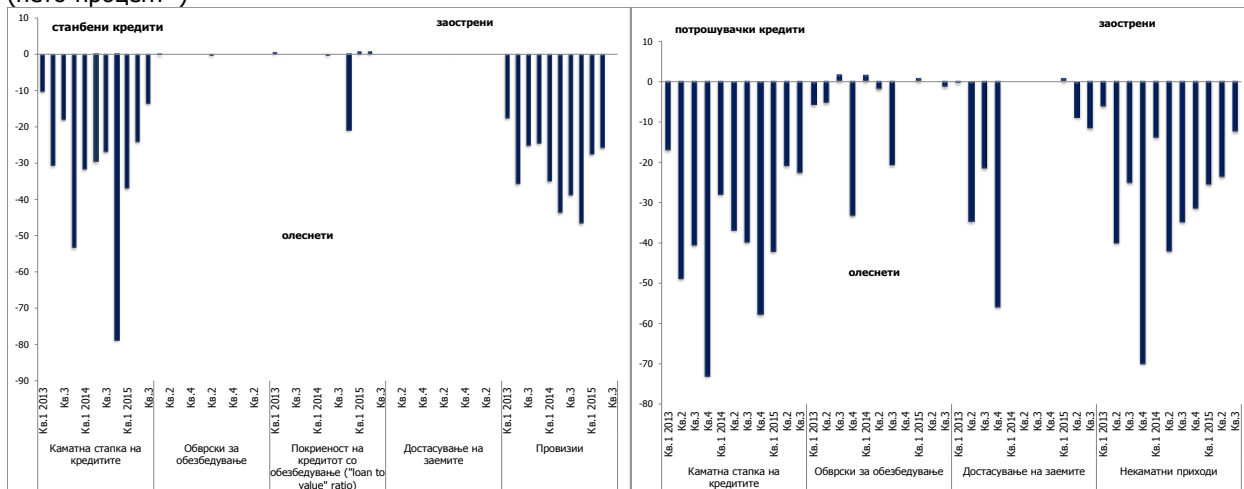 (нето процент*)
станбени кредити
заострени
олеснети
10
0
-10
-20
-30
-40
-50
-60
-70
-80
-90
Кв.1 2013
Кв.3
Кв.1 2014
Кв.3
Кв.1 2015
Кв.3
Кв.2
Кв.4
Кв.2
Кв.4
Кв.2
Кв.1 2013
Кв.3
Кв.1 2014
Кв.3
Кв.1 2015
Кв.3
Кв.2
Кв.4
Кв.2
Кв.4
Кв.2
Кв.1 2013
Кв.3
Кв.1 2014
Кв.3
Кв.1 2015
Кв.3
Каматна стапка на
кредитите
Обврски за
обезбедување
Покриеност на
кредитот со
обезбедување ("loan to
value" ratio)
Достасување на
заемите
Провизии
потрошувачки кредити
заострени
олеснети
10
0
-10
-20
-30
-40
-50
-60
-70
-80
Кв.1 2013
Кв.2
Кв.3
Кв.4
Кв.1 2014
Кв.2
Кв.3
Кв.4
Кв.1 2015
Кв.2
Кв.3
Кв.1 2013
Кв.2
Кв.3
Кв.4
Кв.1 2014
Кв.2
Кв.3
Кв.4
Кв.1 2015
Кв.2
Кв.3
Кв.1 2013
Кв.2
Кв.3
Кв.4
Кв.1 2014
Кв.2
Кв.3
Кв.4
Кв.1 2015
Кв.2
Кв.3
Кв.1 2013
Кв.2
Кв.3
Кв.4
Кв.1 2014
Кв.2
Кв.3
Кв.4
Кв.1 2015
Кв.2
Кв.3
Каматна стапка на
кредитите
Обврски за обезбедување
Достасување на заемите
Некаматни приходи